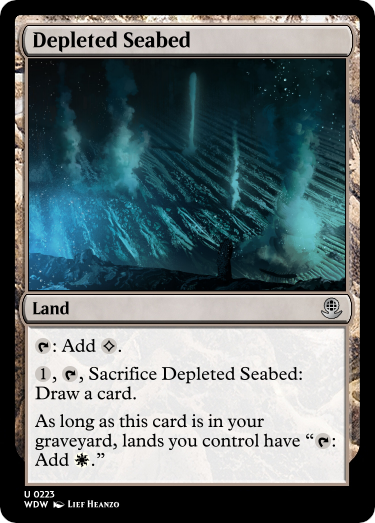 Depleted Seabed
Land
: Add .
1, , Sacrifice Depleted Seabed:
Draw a card.
As long as this card is in your
graveyard, lands you control have “:
Add .”
U 0223
WDW Lief Heanzo